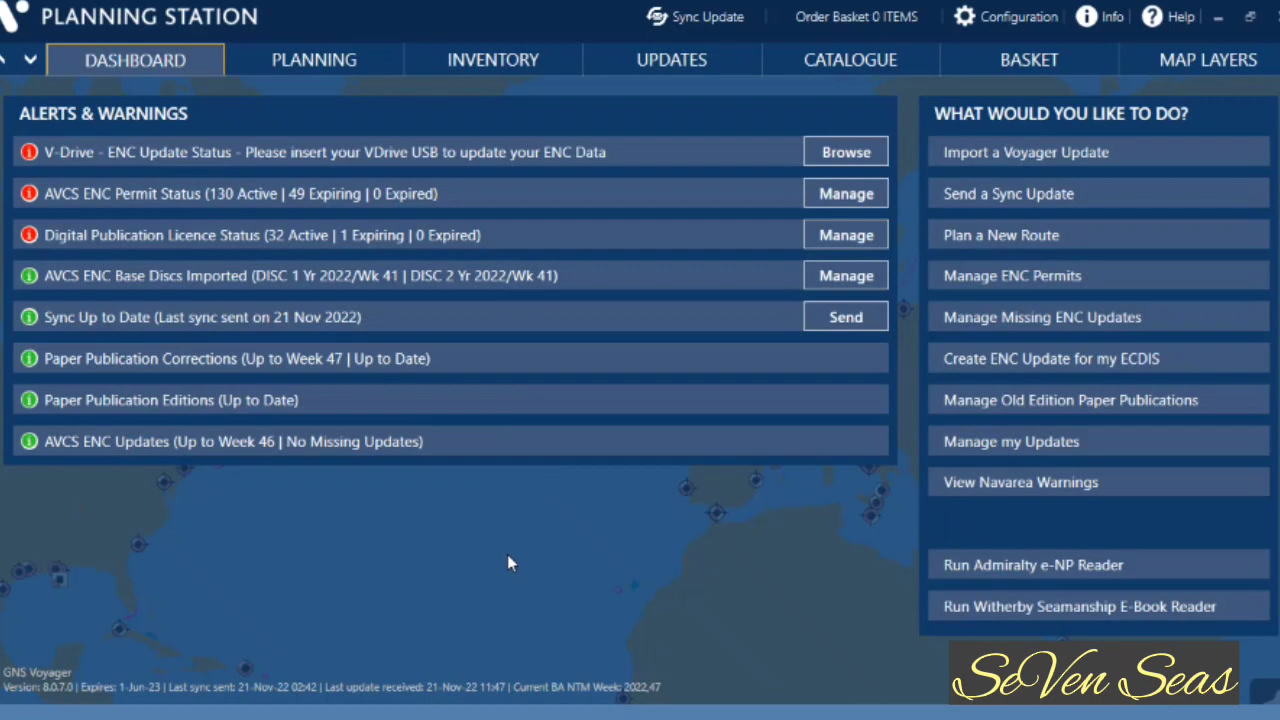 PLANNING STATION
Sync Update
Order Basket 0 ITEMS
Configuration
Info
Help
DASHBOARD
PLANNING
INVENTORY
UPDATES
CATALOGUE
BASKET
MAP LAYERS
ALERTS & WARNINGS
V-Drive - ENC Update Status - Please insert your VDrive USB to update your ENC Data
Browse
AVCS ENC Permit Status (130 Active | 49 Expiring | 0 Expired)
Manage
Digital Publication Licence Status (32 Active | 1 Expiring | 0 Expired)
Manage
AVCS ENC Base Discs Imported (DISC 1 Yr 2022/Wk 41 | DISC 2 Yr 2022/Wk 41)
Manage
Sync Up to Date (Last sync sent on 21 Nov 2022)
Send
Paper Publication Corrections (Up to Week 47 | Up to Date)
Paper Publication Editions (Up to Date)
AVCS ENC Updates (Up to Week 46 | No Missing Updates)
WHAT WOULD YOU LIKE TO DO?
Import a Voyager Update
Send a Sync Update
Plan a New Route
Manage ENC Permits
Manage Missing ENC Updates
Create ENC Update for my ECDIS
Manage Old Edition Paper Publications
Manage my Updates
View Navarea Warnings
Run Admiralty e-NP Reader
Run Witherby Seamanship E-Book Reader
GNS Voyager
Version: 8.0.7.0 | Expires: 1-Jun-23 | Last sync sent: 21-Nov-22 02:42 | Last update received: 21-Nov-22 11:47 | Current BA NTM Week: 2022,47
SeVen Seas